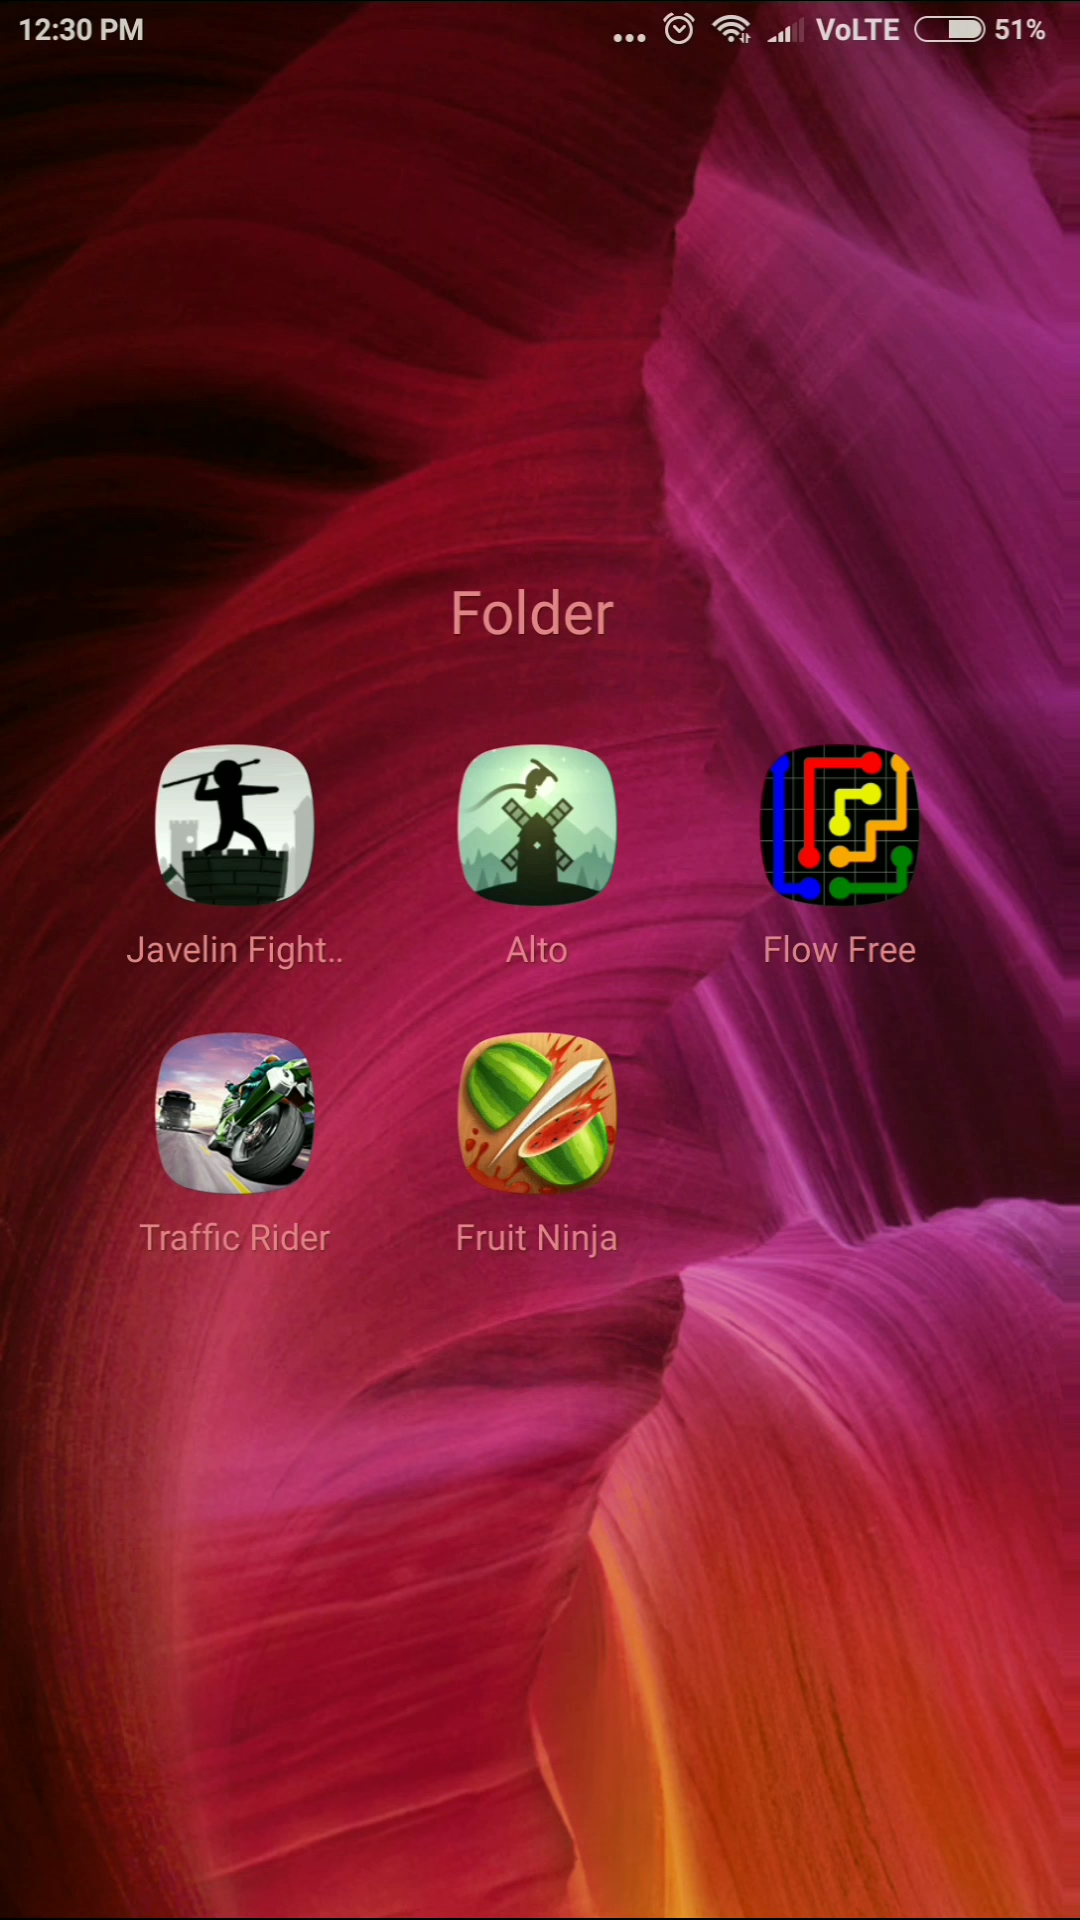 12:30 PM ... VoLTE 51%
Folder
Javelin Fight.. Alto Flow Free
Traffic Rider Fruit Ninja